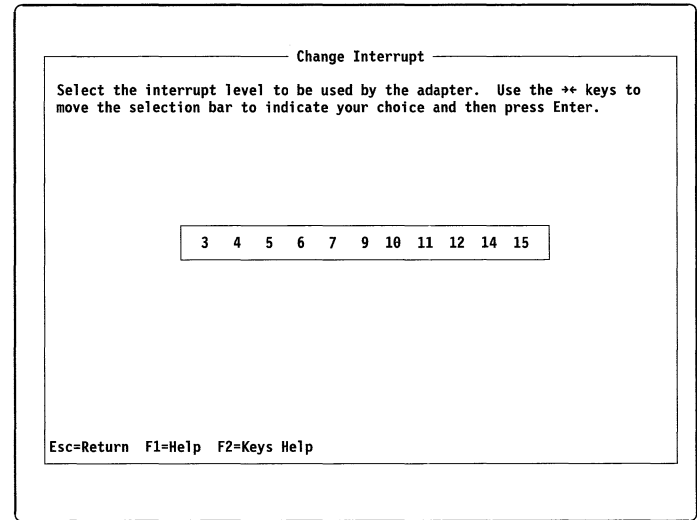 Change Interrupt
Select the interrupt level to be used by the adapter. Use the →← keys to
move the selection bar to indicate your choice and then press Enter.
3 4 5 6 7 9 10 11 12 14 15
Esc=Return F1=Help F2=Keys Help